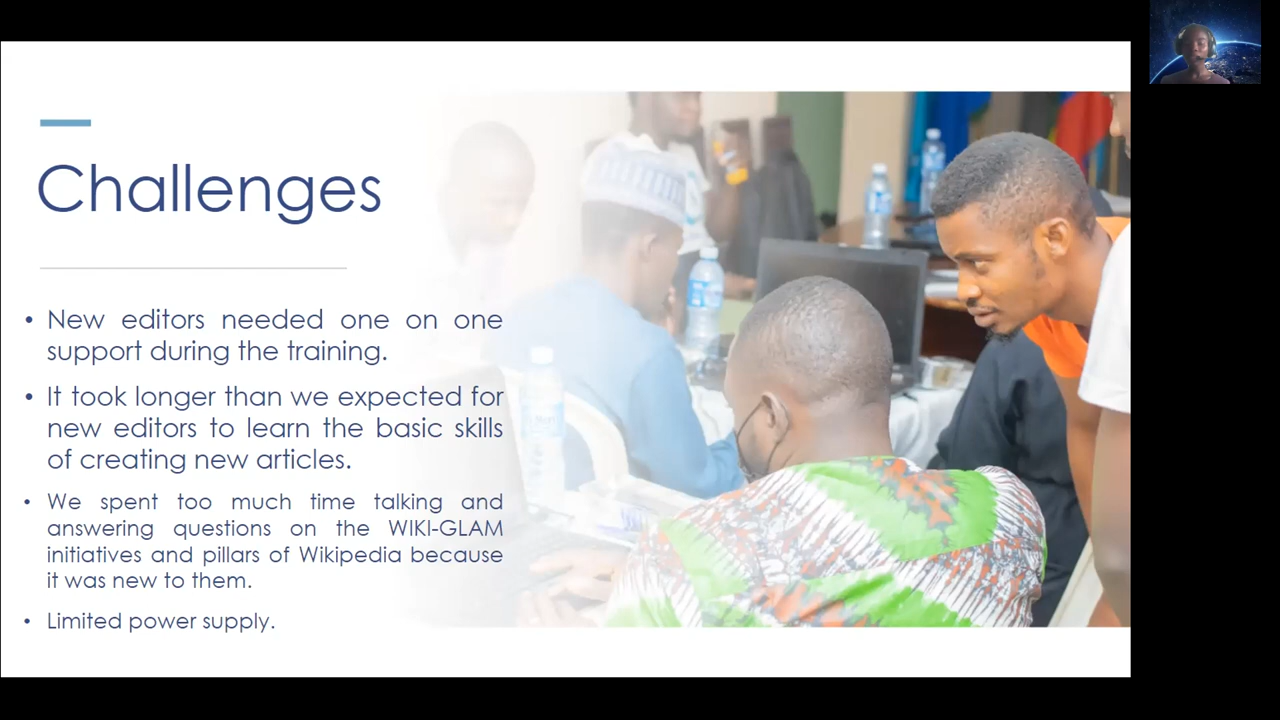 Challenges
• New editors needed one on one
support during the training.
• It took longer than we expected for
new editors to learn the basic skills
of creating new articles.
• We spent too much time talking and
answering questions on the WIKI-GLAM
initiatives and pillars of Wikipedia because
it was new to them.
• Limited power supply.